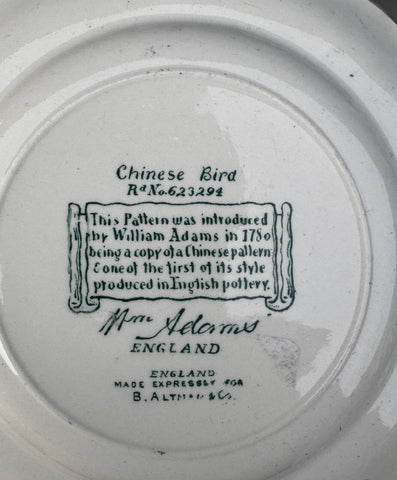 Chinese Bird
Rd No. 623294
This Pattern was introduced
by William Adams in 1780
being a copy of a Chinese pattern
& one of the first of its style
produced in English pottery.
Wm Adams
ENGLAND
ENGLAND
MADE EXPRESSLY FOR
B. ALTMAN & Co.